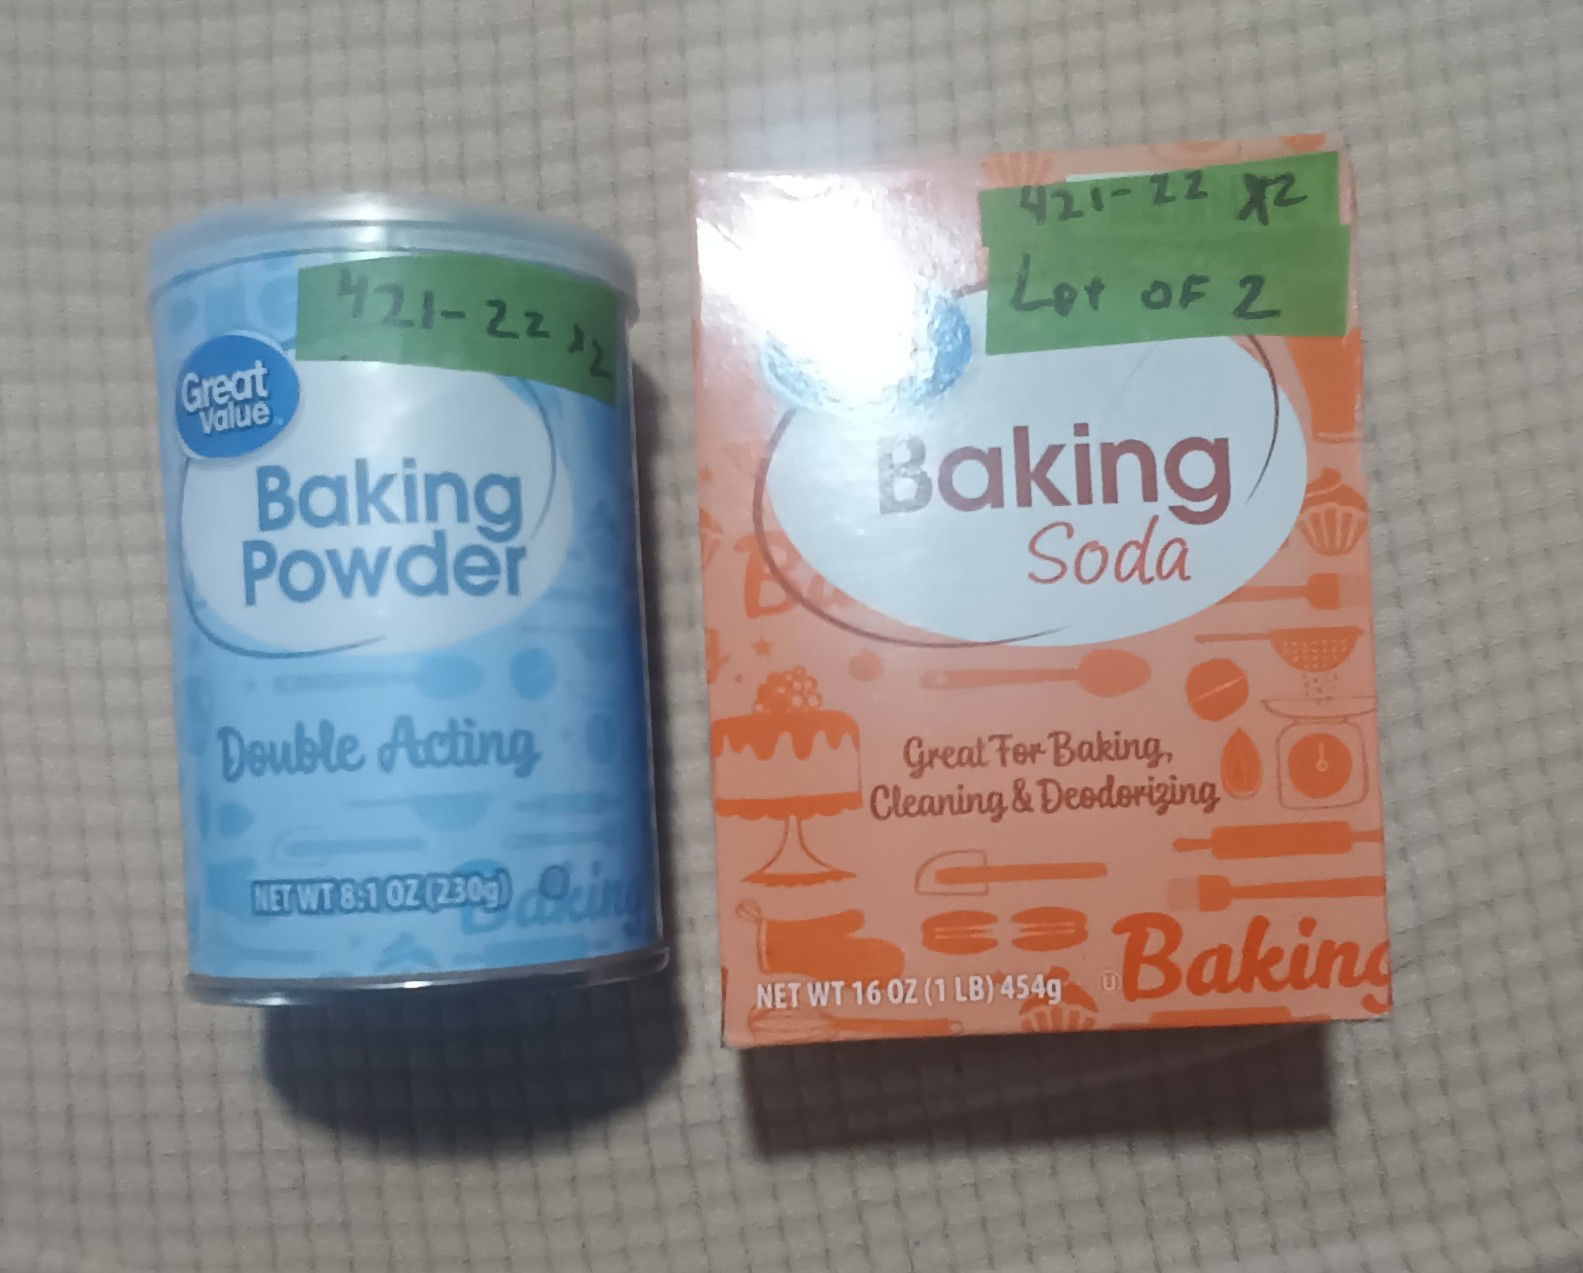 421-22 x2
Great
Value
Baking
Powder
Double Acting
NET WT 8.1 OZ (230g)
Baking
421-22 x2
Lot OF 2
Baking
Soda
Great For Baking,
Cleaning & Deodorizing
NET WT 16 OZ (1 LB) 454g
U
Baking